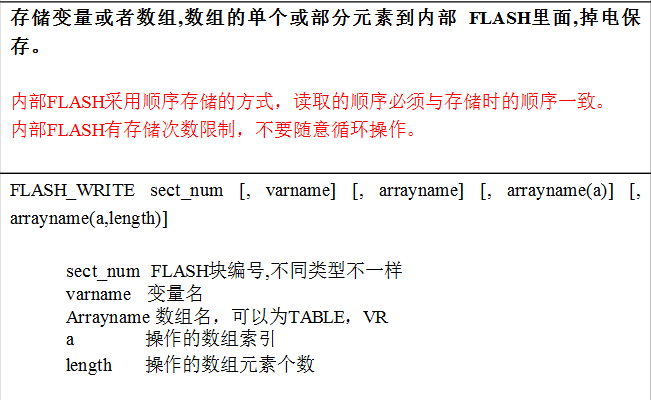 存储变量或者数组,数组的单个或部分元素到内部 FLASH里面,掉电保
存。
内部FLASH采用顺序存储的方式，读取的顺序必须与存储时的顺序一致。
内部FLASH有存储次数限制，不要随意循环操作。
FLASH_WRITE sect_num [, varname] [, arrayname] [, arrayname(a)] [,
arrayname(a,length)]
sect_num FLASH块编号,不同类型不一样
varname 变量名
Arrayname 数组名，可以为TABLE，VR
a 操作的数组索引
length 操作的数组元素个数